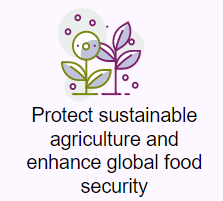 Protect sustainable
agriculture and
enhance global food
security